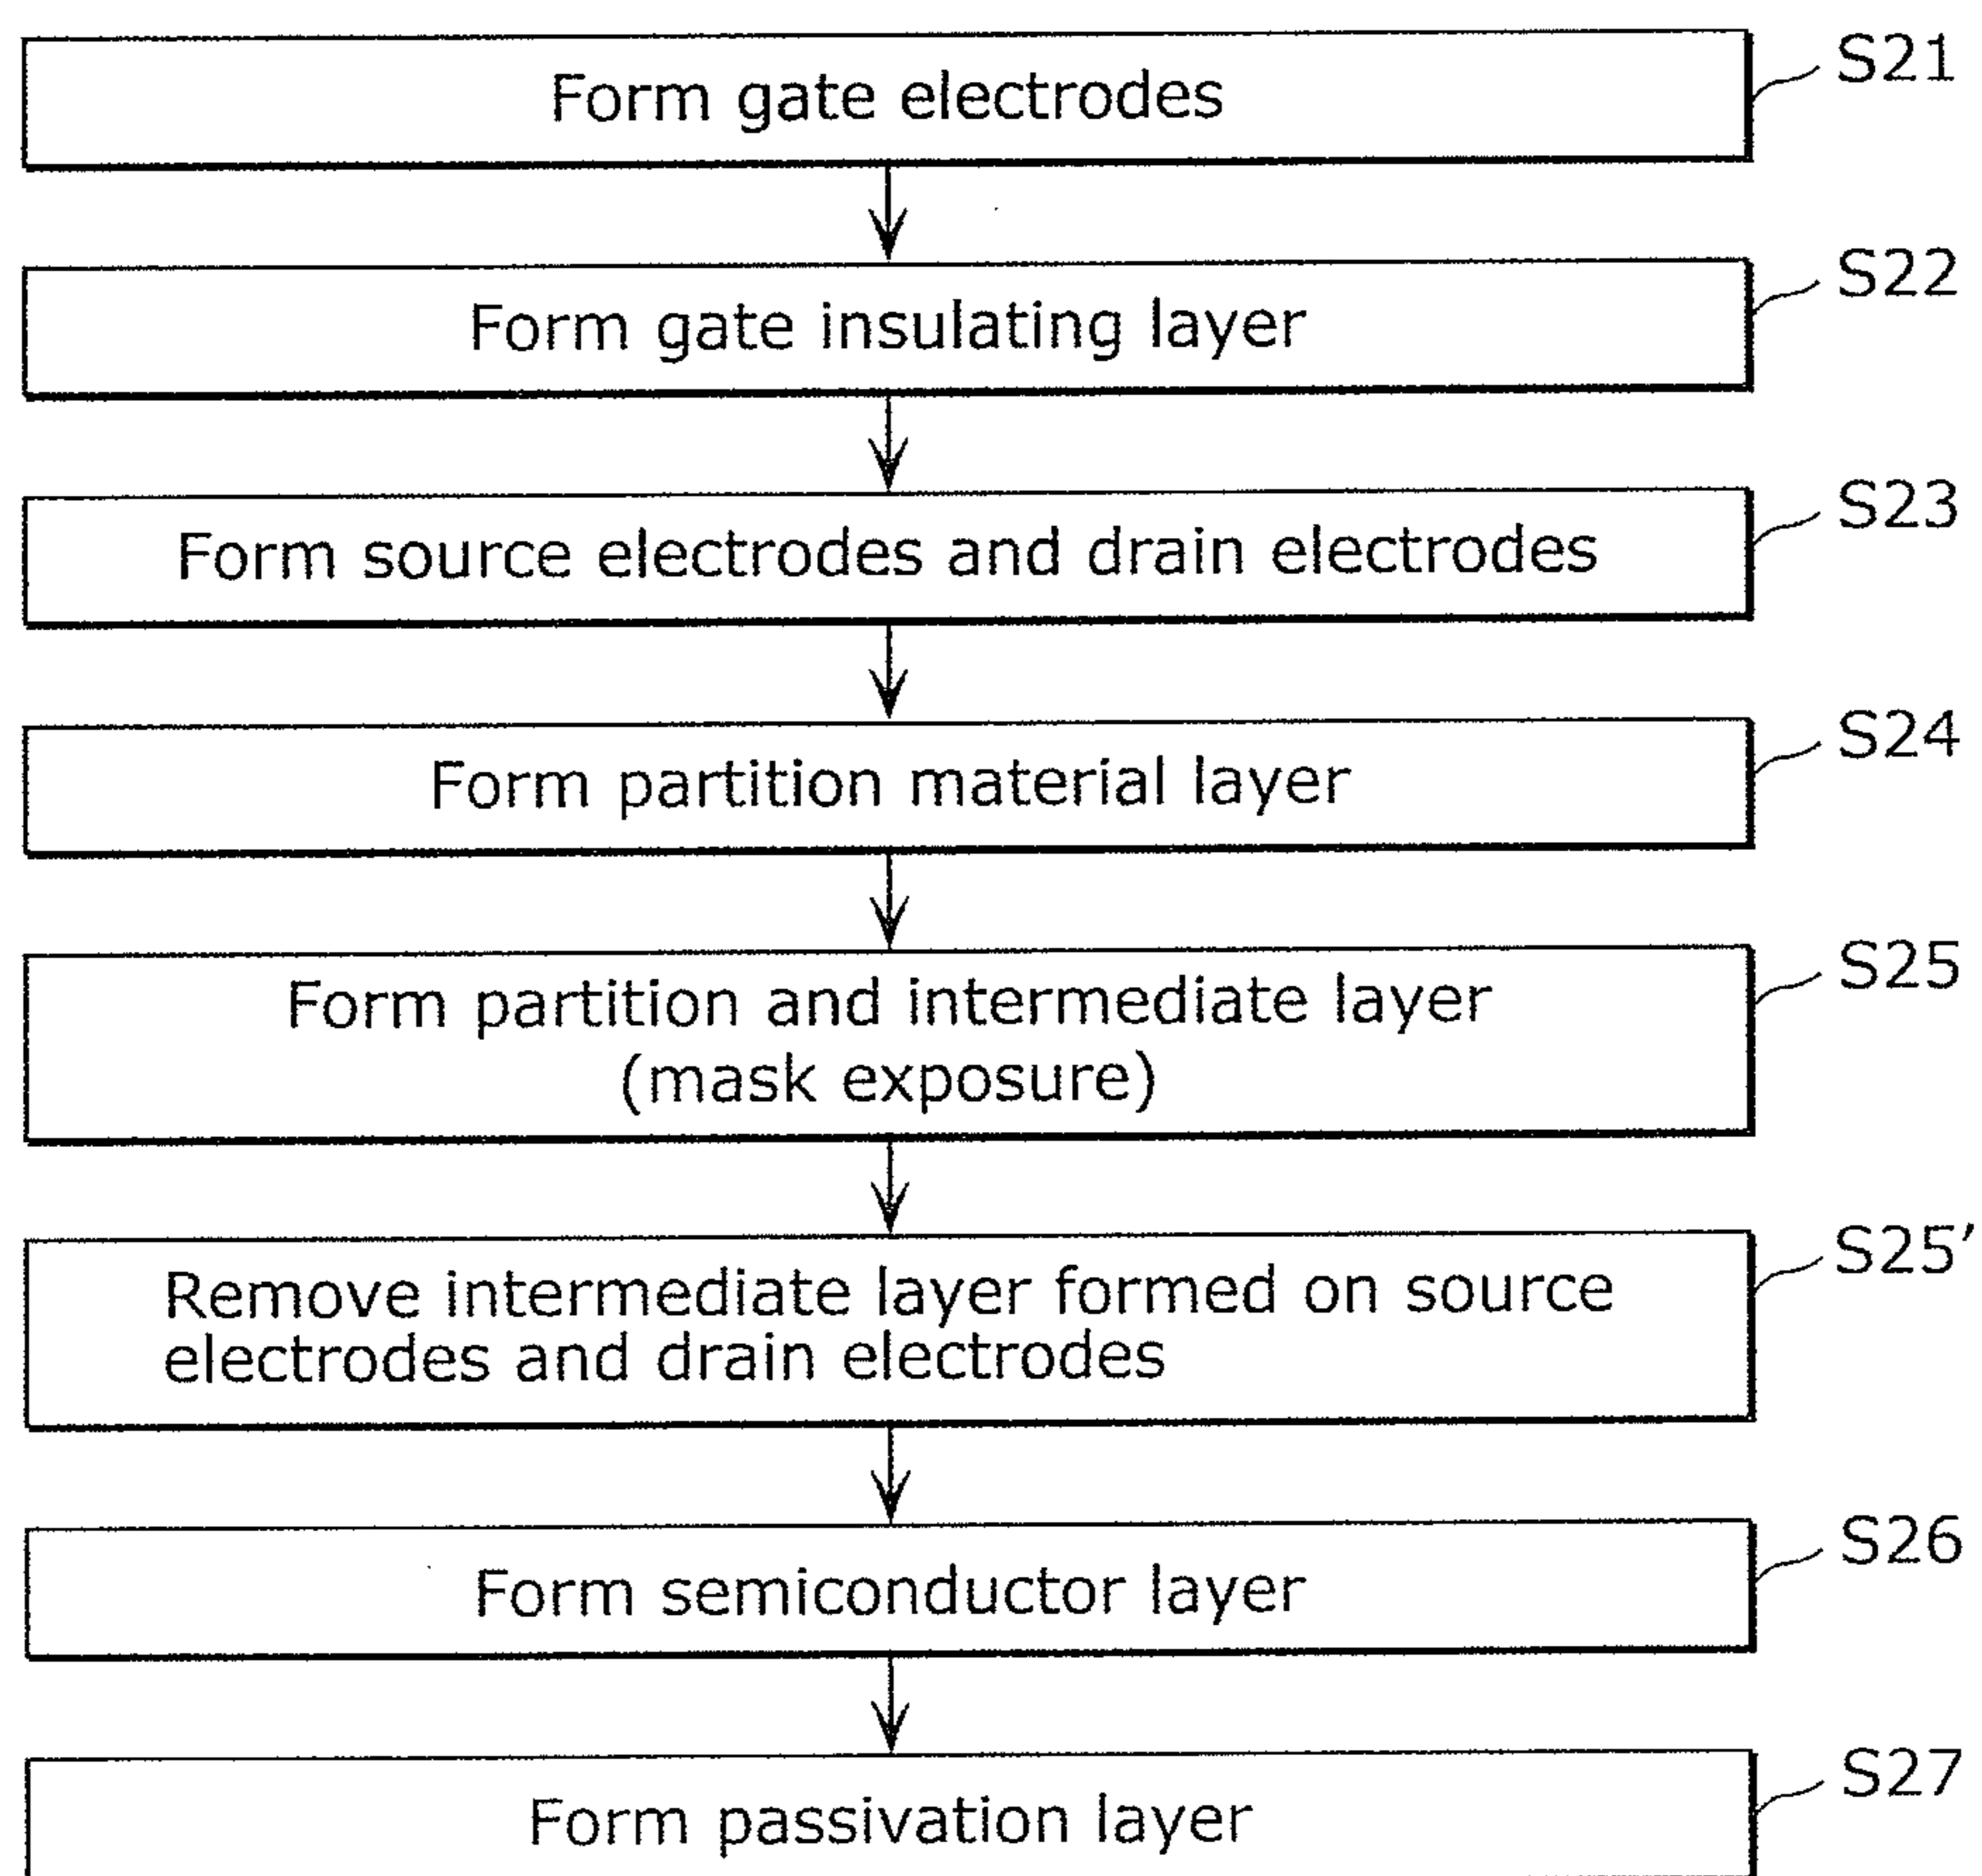 Form gate electrodes
S21
Form gate insulating layer
S22
Form source electrodes and drain electrodes
S23
Form partition material layer
S24
Form partition and intermediate layer
(mask exposure)
S25
Remove intermediate layer formed on source
electrodes and drain electrodes
S25'
Form semiconductor layer
S26
Form passivation layer
S27